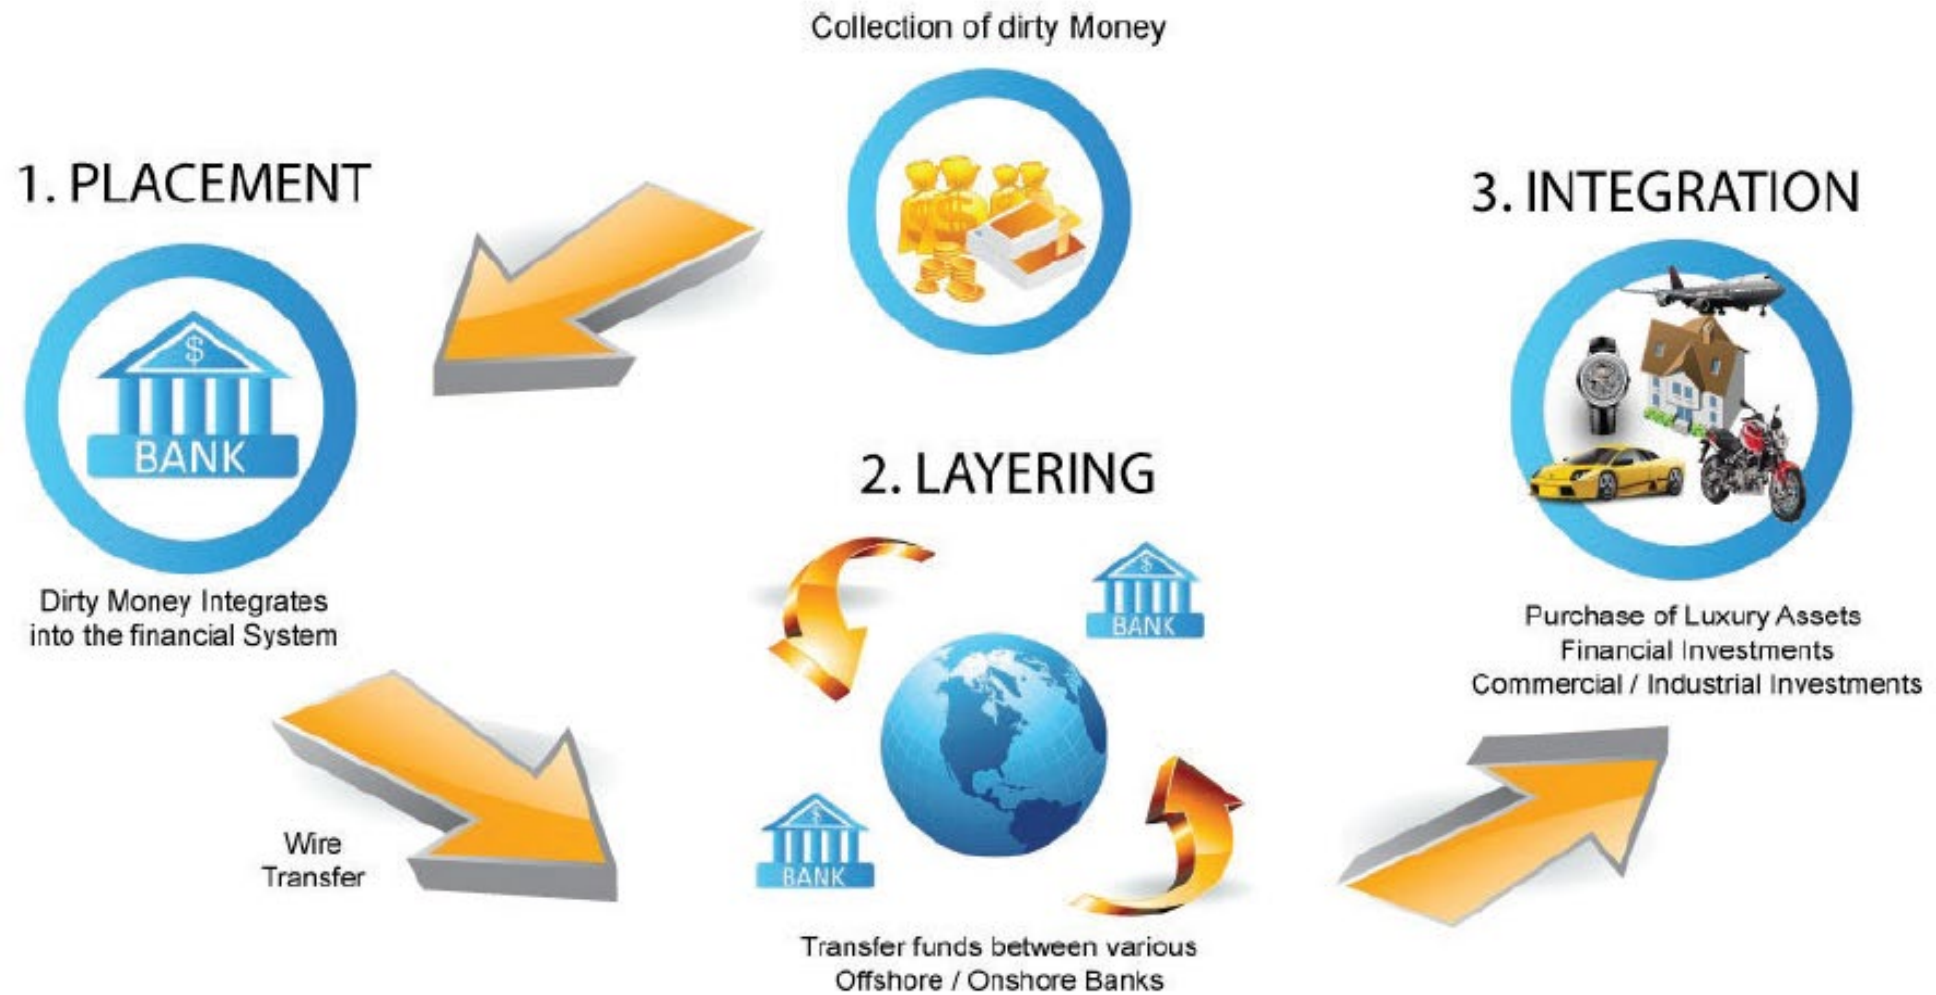 Collection of dirty Money
1. PLACEMENT
$
BANK
Dirty Money Integrates
into the financial System
Wire
Transfer
2. LAYERING
$
BANK
$
BANK
Transfer funds between various
Offshore / Onshore Banks
3. INTEGRATION
Purchase of Luxury Assets
Financial Investments
Commercial / Industrial Investments